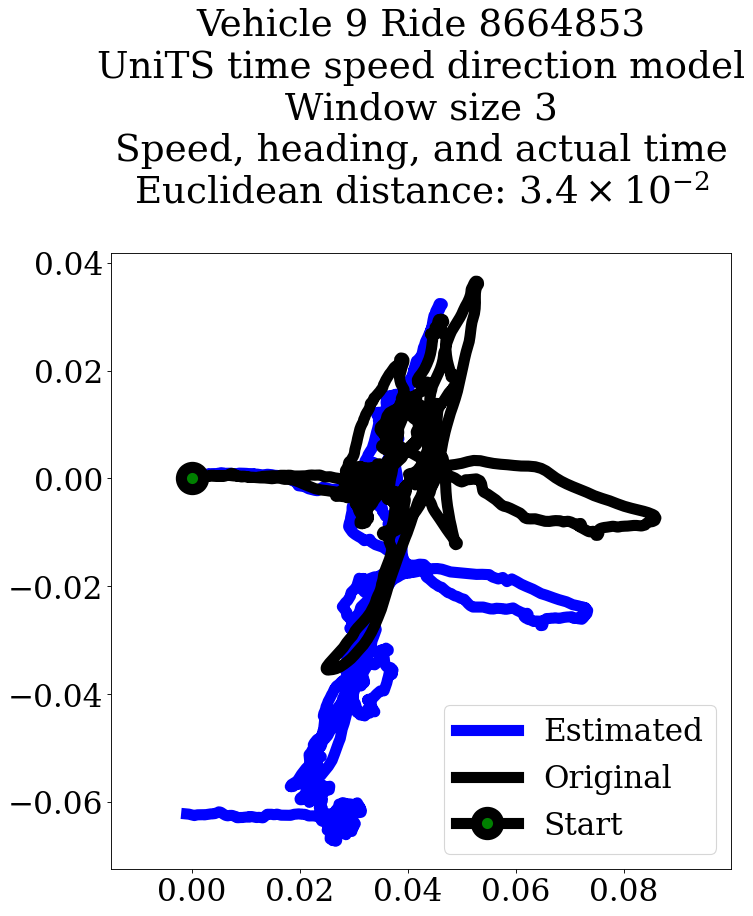 Vehicle 9 Ride 8664853
UniTS time speed direction model
Window size 3
Speed, heading, and actual time
Euclidean distance: 3.4 × 10⁻²
0.04
0.02
0.00
−0.02
−0.04
−0.06
Estimated
Original
Start
0.00 0.02 0.04 0.06 0.08